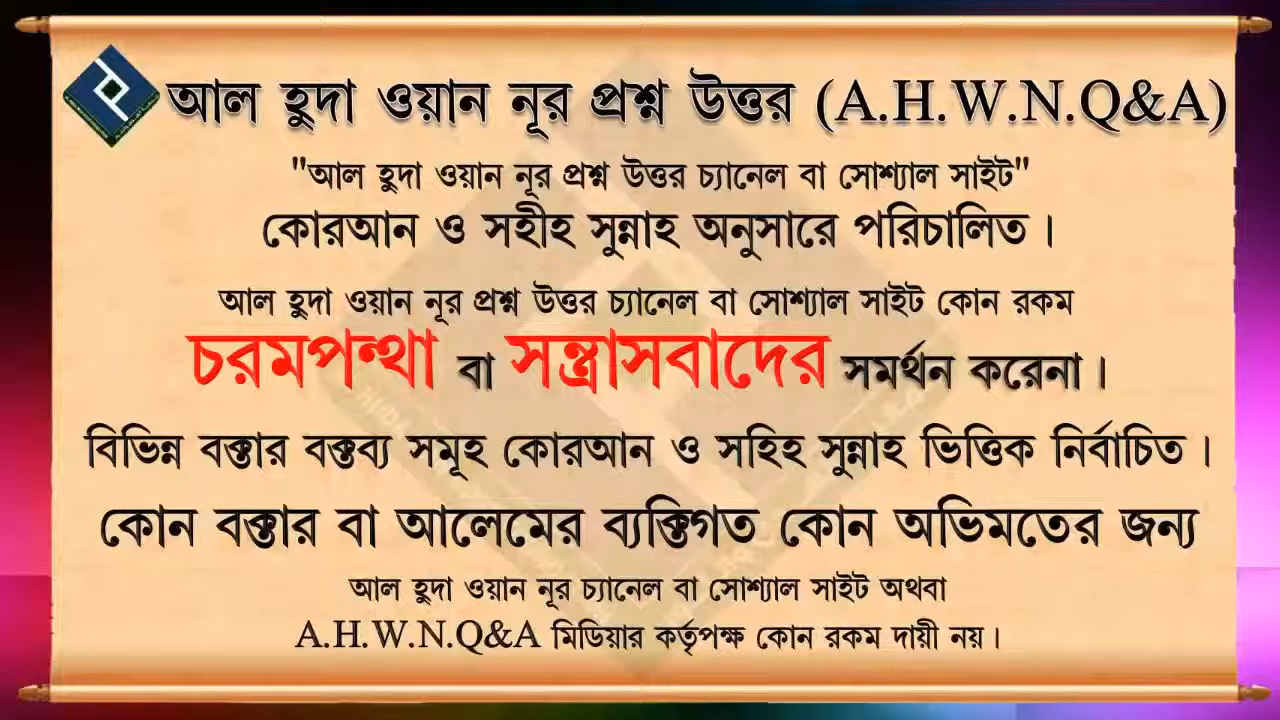 আল হুদা ওয়ান নূর প্রশ্ন উত্তর (A.H.W.N.Q&A)
"আল হুদা ওয়ান নূর প্রশ্ন উত্তর চ্যানেল বা সোশ্যাল সাইট"
কোরআন ও সহীহ সুন্নাহ অনুসারে পরিচালিত।
আল হুদা ওয়ান নূর প্রশ্ন উত্তর চ্যানেল বা সোশ্যাল সাইট কোন রকম
চরমপন্থা বা সন্ত্রাসবাদের সমর্থন করেনা।
বিভিন্ন বক্তার বক্তব্য সমূহ কোরআন ও সহিহ সুন্নাহ ভিত্তিক নির্বাচিত।
কোন বক্তার বা আলেমের ব্যক্তিগত কোন অভিমতের জন্য
আল হুদা ওয়ান নূর চ্যানেল বা সোশ্যাল সাইট অথবা
A.H.W.N.Q&A মিডিয়ার কর্তৃপক্ষ কোন রকম দায়ী নয়।